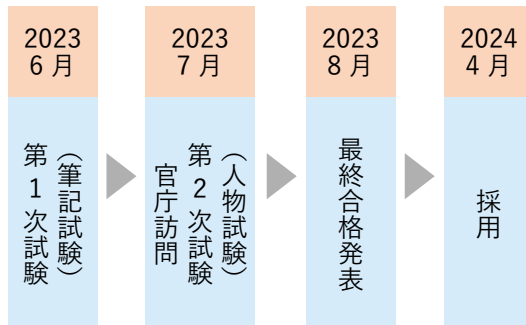 2023
6 月
第 1 次試験
（筆記試験）
2023
7 月
官庁訪問
第 2 次試験
（人物試験）
2023
8 月
最終合格発表
2024
4 月
採用